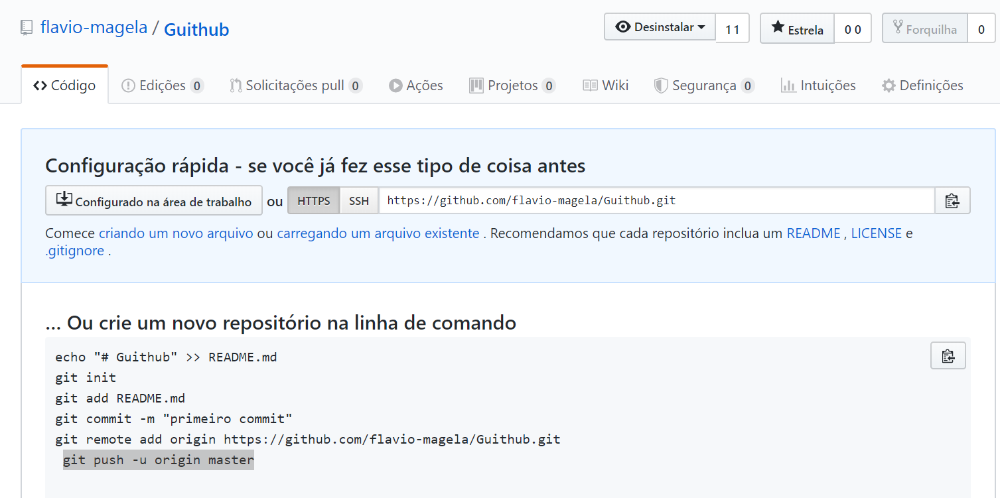 flavio-magela / Guithub
Desinstalar 1 1 Estrela 0 0 Forquilha 0
Código Edições 0 Solicitações pull 0 Ações Projetos 0 Wiki Segurança 0 Intuições Definições
Configuração rápida - se você já fez esse tipo de coisa antes
Configurado na área de trabalho ou HTTPS SSH https://github.com/flavio-magela/Guithub.git
Comece criando um novo arquivo ou carregando um arquivo existente . Recomendamos que cada repositório inclua um README , LICENSE e
.gitignore .
... Ou crie um novo repositório na linha de comando
echo "# Guithub" >> README.md
git init
git add README.md
git commit -m "primeiro commit"
git remote add origin https://github.com/flavio-magela/Guithub.git
git push -u origin master